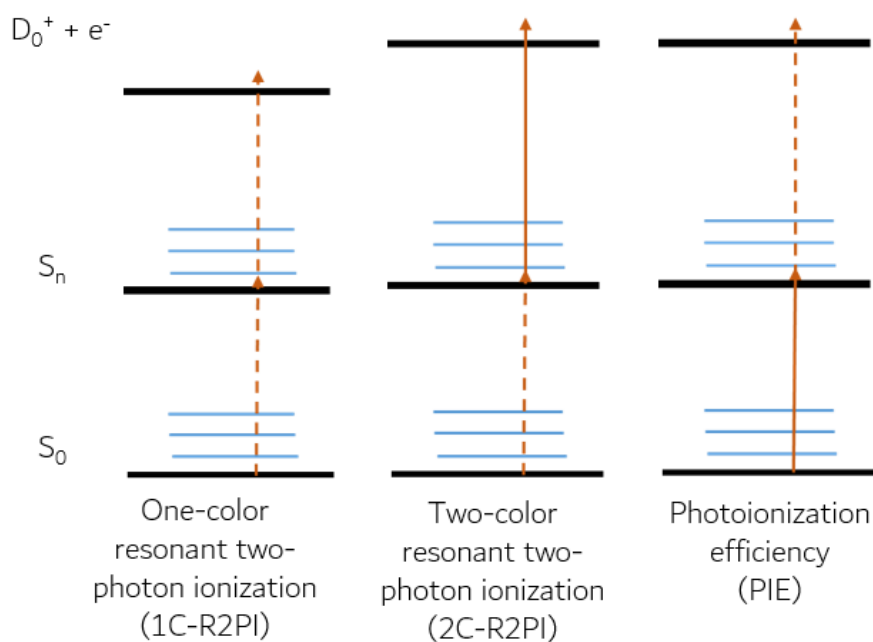 D₀⁺ + e⁻
Sₙ
S₀
One-color
resonant two-
photon ionization
(1C-R2PI)
Two-color
resonant two-
photon ionization
(2C-R2PI)
Photoionization
efficiency
(PIE)